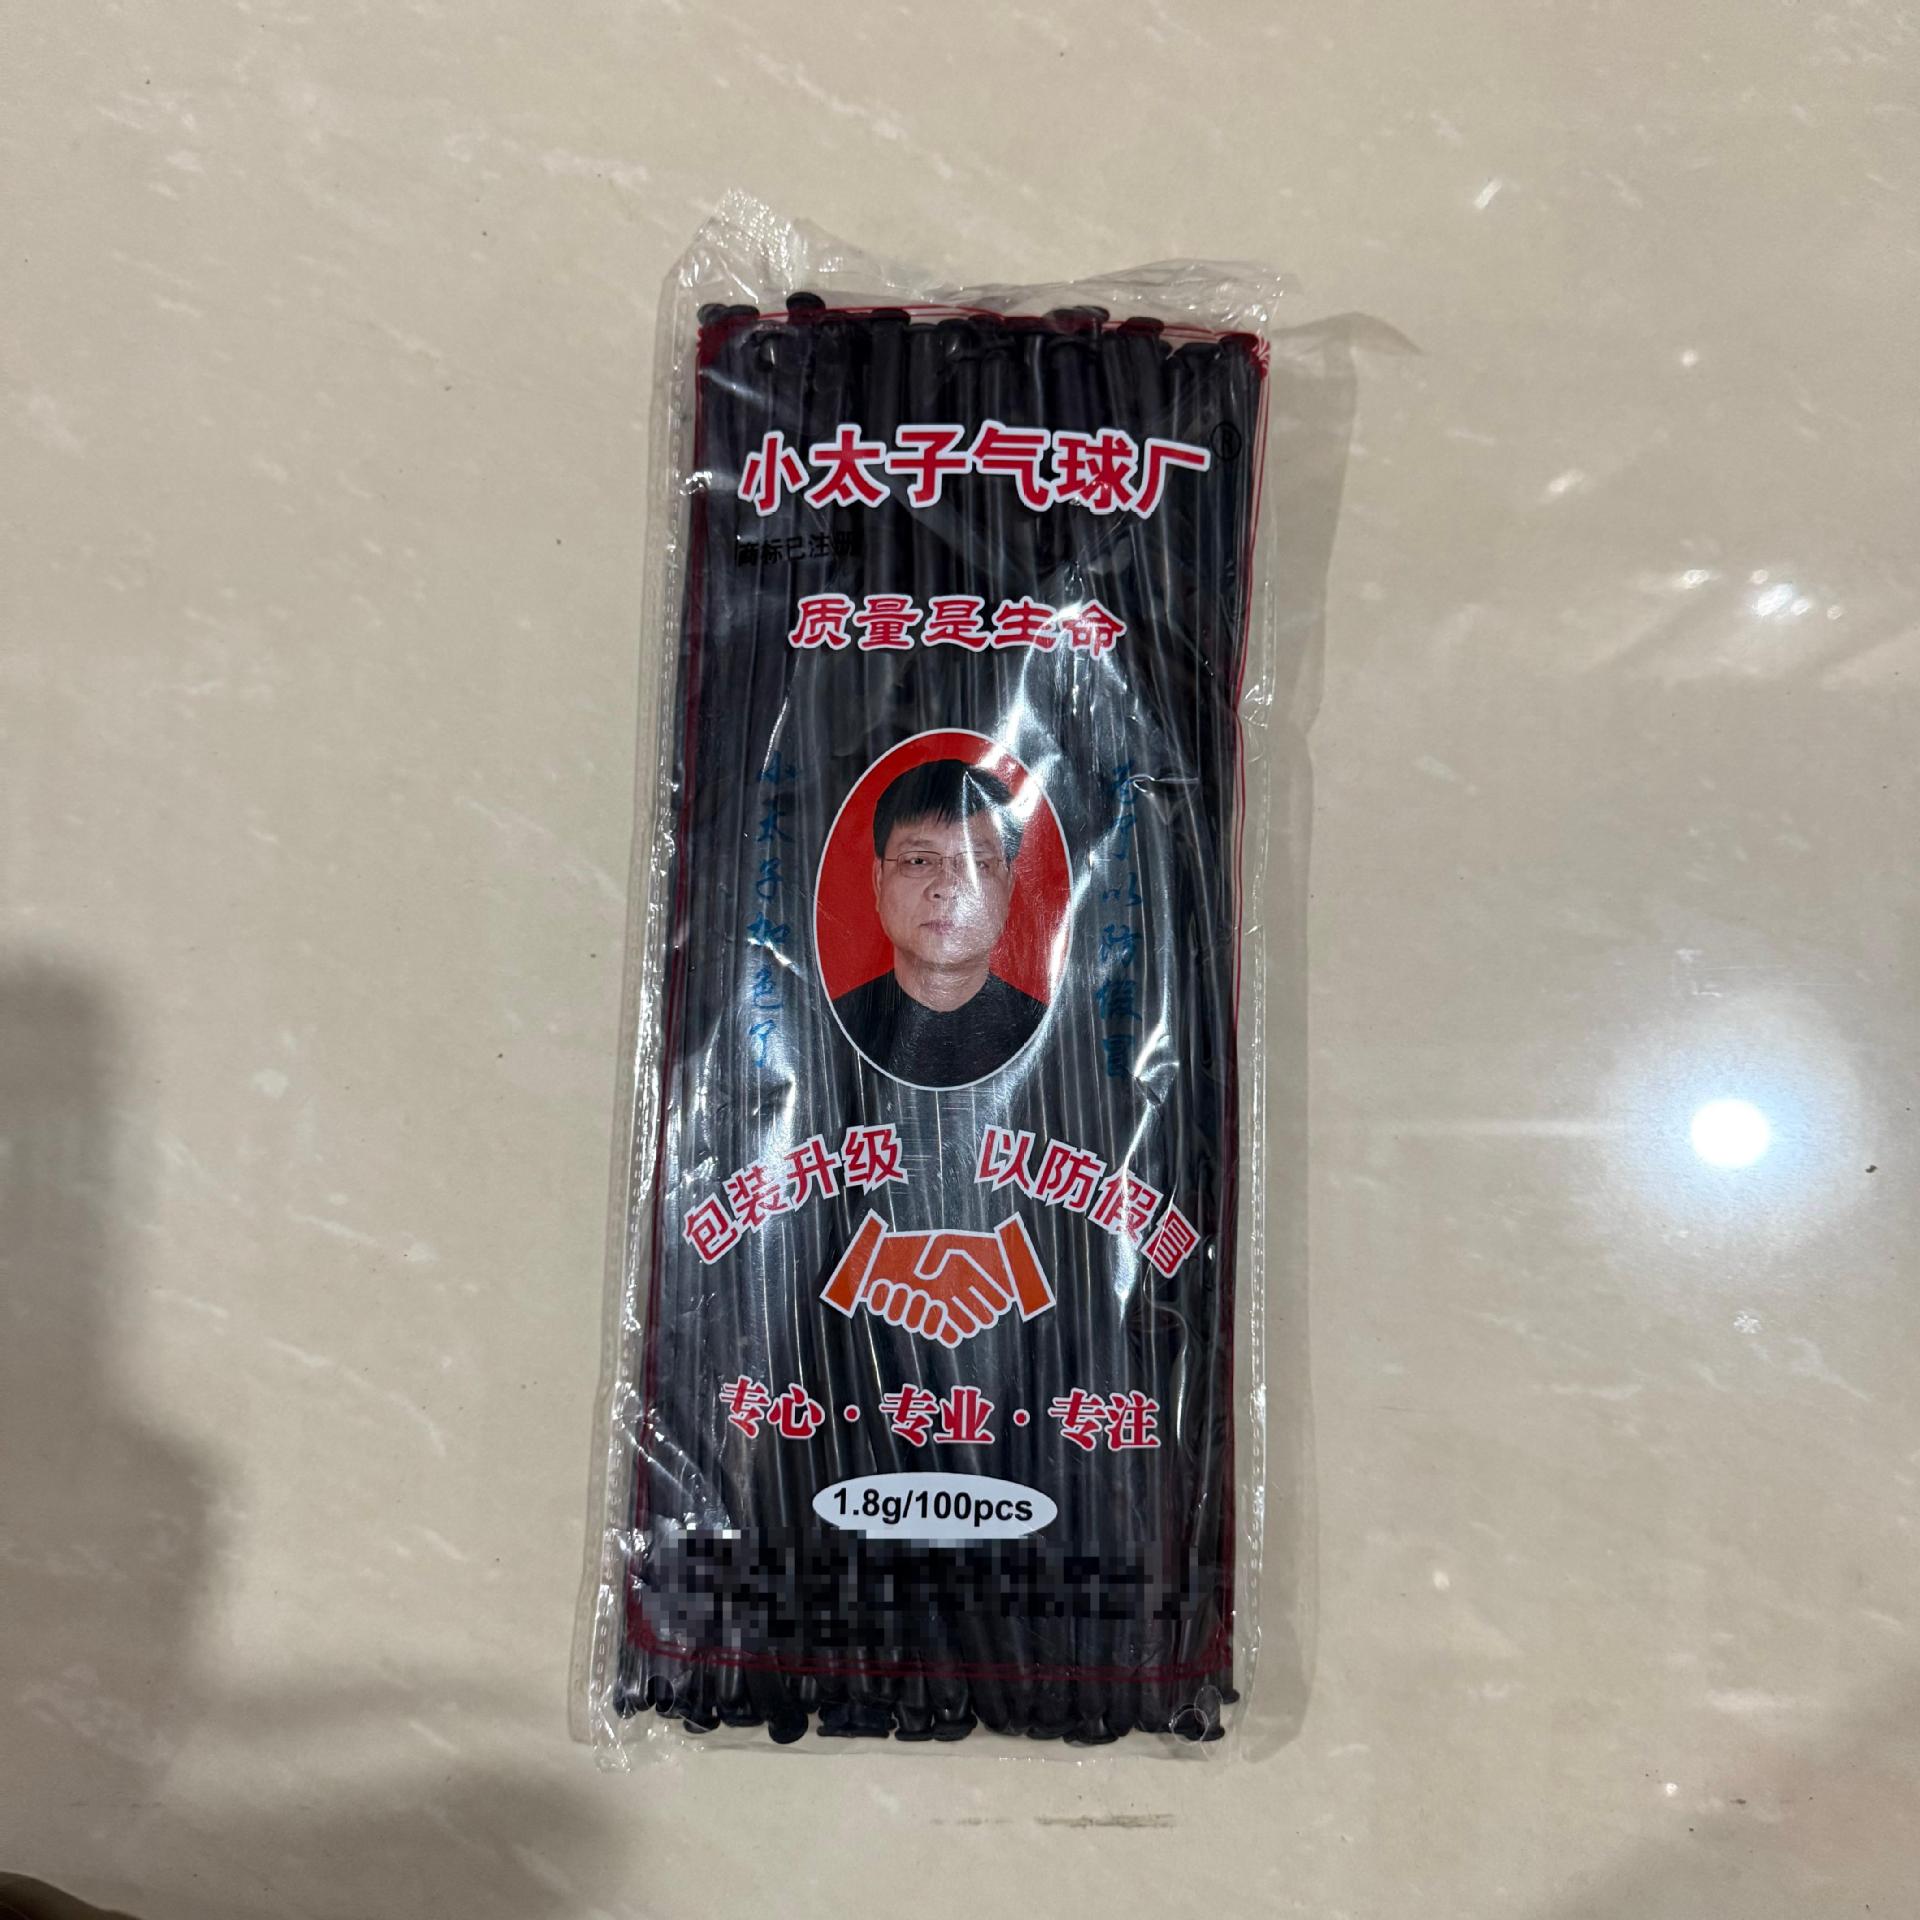 小太子气球厂®
商标已注册
质量是生命
小太子加色了
苍了以防假冒
包装升级 以防假冒
专心·专业·专注
1.8g/100pcs